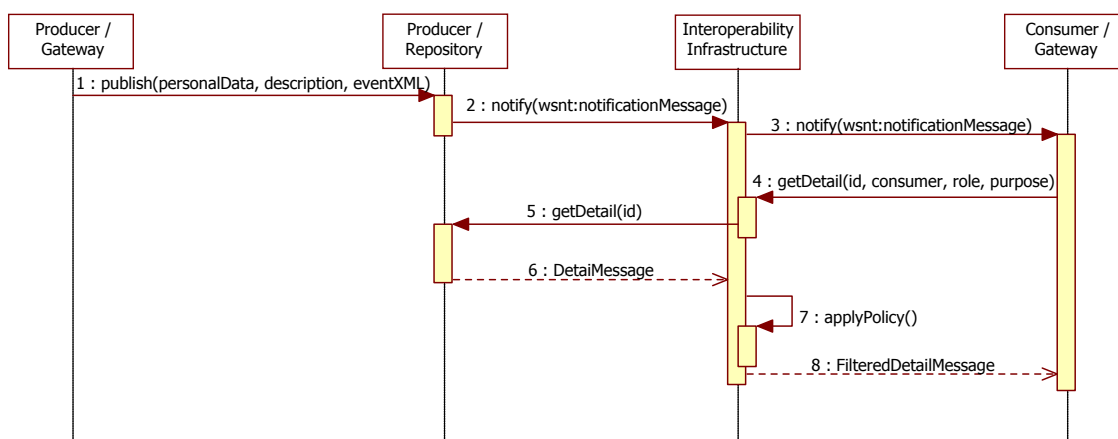 Producer /
Gateway
Producer /
Repository
Interoperability
Infrastructure
Consumer /
Gateway
1 : publish(personalData, description, eventXML)
2 : notify(wsnt:notificationMessage)
3 : notify(wsnt:notificationMessage)
4 : getDetail(id, consumer, role, purpose)
5 : getDetail(id)
6 : DetaiMessage
7 : applyPolicy()
8 : FilteredDetailMessage